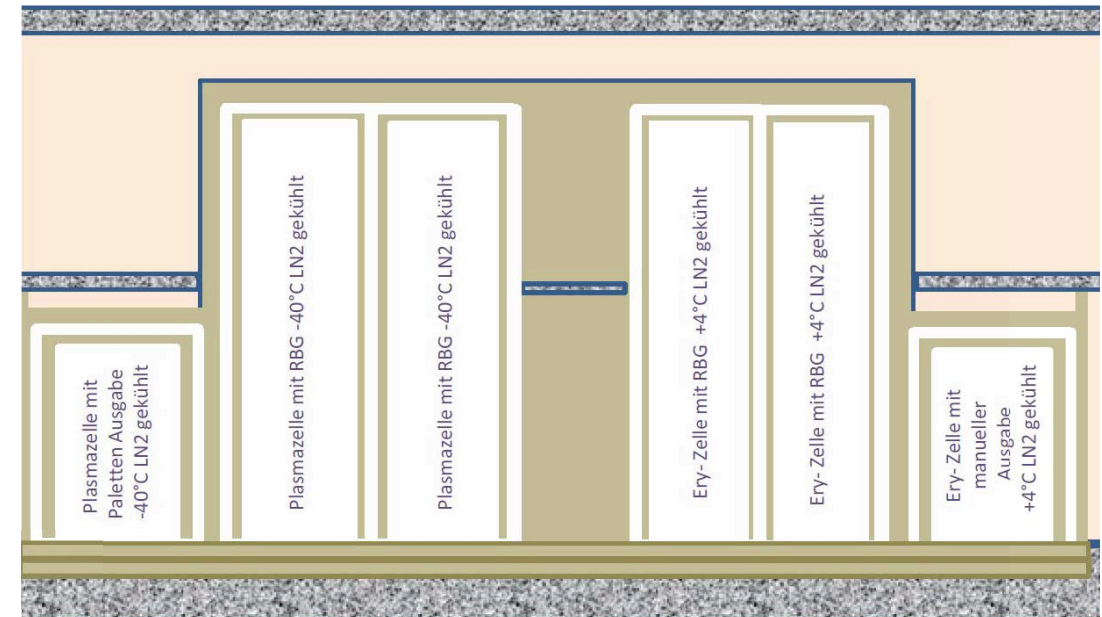 Plasmazelle mit
Paletten Ausgabe
-40°C LN2 gekühlt
Plasmazelle mit RBG -40°C LN2 gekühlt
Plasmazelle mit RBG -40°C LN2 gekühlt
Ery- Zelle mit RBG +4°C LN2 gekühlt
Ery- Zelle mit RBG +4°C LN2 gekühlt
Ery- Zelle mit
manueller
Ausgabe
+4°C LN2 gekühlt